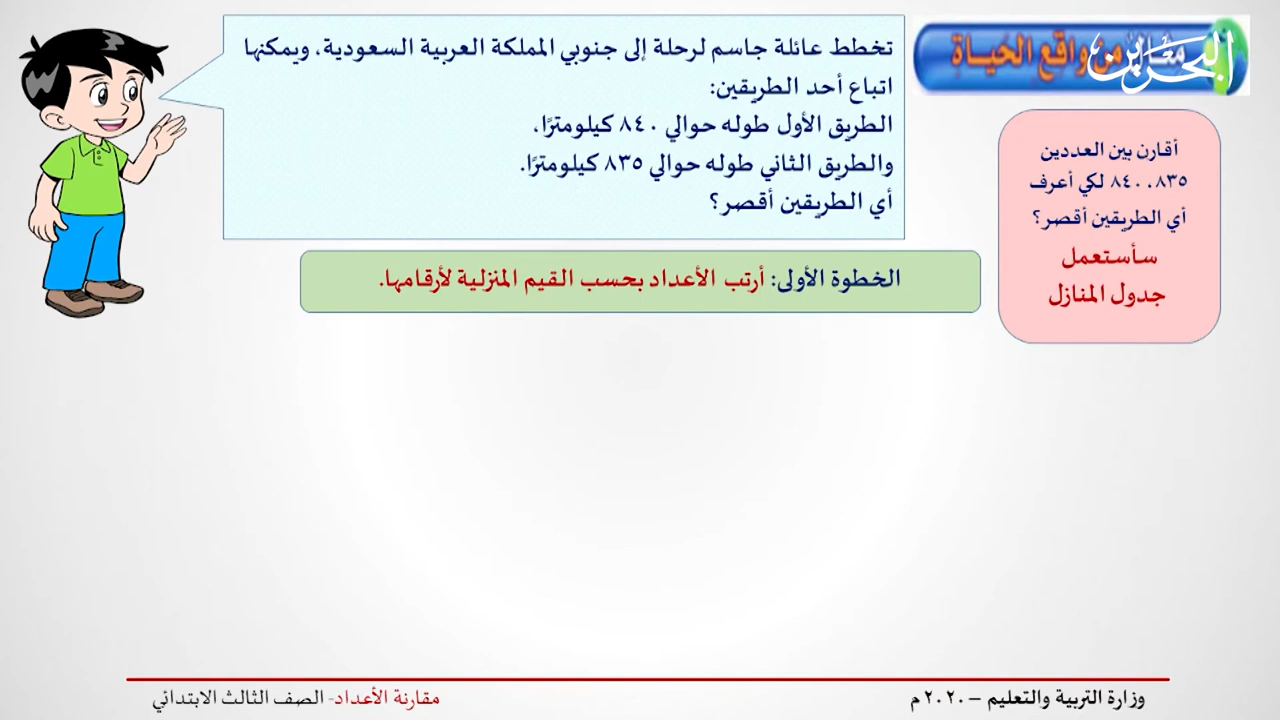 مثال من واقع الحياة
البحرين
تخطط عائلة جاسم لرحلة إلى جنوبي المملكة العربية السعودية، ويمكنها
اتباع أحد الطريقين:
الطريق الأول طوله حوالي ٨٤٠ كيلومترًا،
والطريق الثاني طوله حوالي ٨٣٥ كيلومترًا.
أي الطريقين أقصر؟
أقارن بين العددين
٨٣٥، ٨٤٠ لكي أعرف
أي الطريقين أقصر؟
سأستعمل
جدول المنازل
الخطوة الأولى: أرتب الأعداد بحسب القيم المنزلية لأرقامها.
وزارة التربية والتعليم – ٢٠٢٠ م
مقارنة الأعداد- الصف الثالث الابتدائي